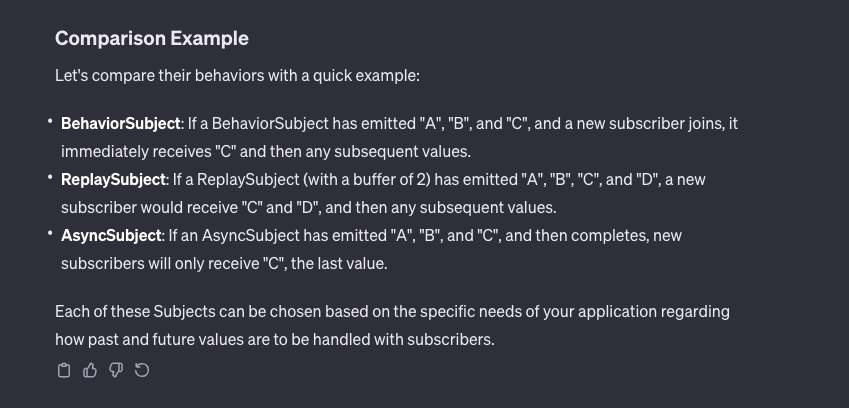 Comparison Example
Let's compare their behaviors with a quick example:
• BehaviorSubject: If a BehaviorSubject has emitted "A", "B", and "C", and a new subscriber joins, it
immediately receives "C" and then any subsequent values.
• ReplaySubject: If a ReplaySubject (with a buffer of 2) has emitted "A", "B", "C", and "D", a new
subscriber would receive "C" and "D", and then any subsequent values.
• AsyncSubject: If an AsyncSubject has emitted "A", "B", and "C", and then completes, new
subscribers will only receive "C", the last value.
Each of these Subjects can be chosen based on the specific needs of your application regarding
how past and future values are to be handled with subscribers.